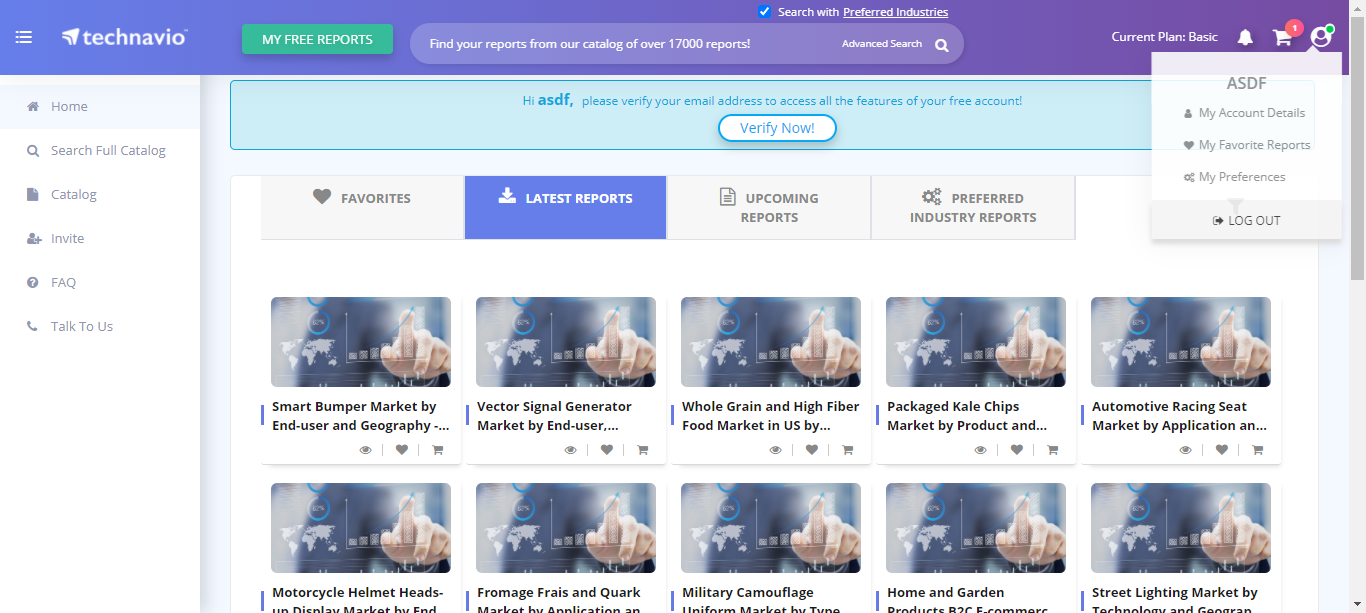 Search with Preferred Industries
technavio
MY FREE REPORTS
Find your reports from our catalog of over 17000 reports!
Advanced Search
Current Plan: Basic
1
ASDF
My Account Details
My Favorite Reports
My Preferences
LOG OUT
Home
Search Full Catalog
Catalog
Invite
FAQ
Talk To Us
Hi asdf, please verify your email address to access all the features of your free account!
Verify Now!
FAVORITES
LATEST REPORTS
UPCOMING
REPORTS
PREFERRED
INDUSTRY REPORTS
Smart Bumper Market by
End-user and Geography -...
Vector Signal Generator
Market by End-user,...
Whole Grain and High Fiber
Food Market in US by...
Packaged Kale Chips
Market by Product and...
Automotive Racing Seat
Market by Application an...
Motorcycle Helmet Heads-
up Display Market by End
Fromage Frais and Quark
Market by Application an
Military Camouflage
Uniform Market by Type
Home and Garden
Products B2C E-commerc
Street Lighting Market by
Technology and Geograp